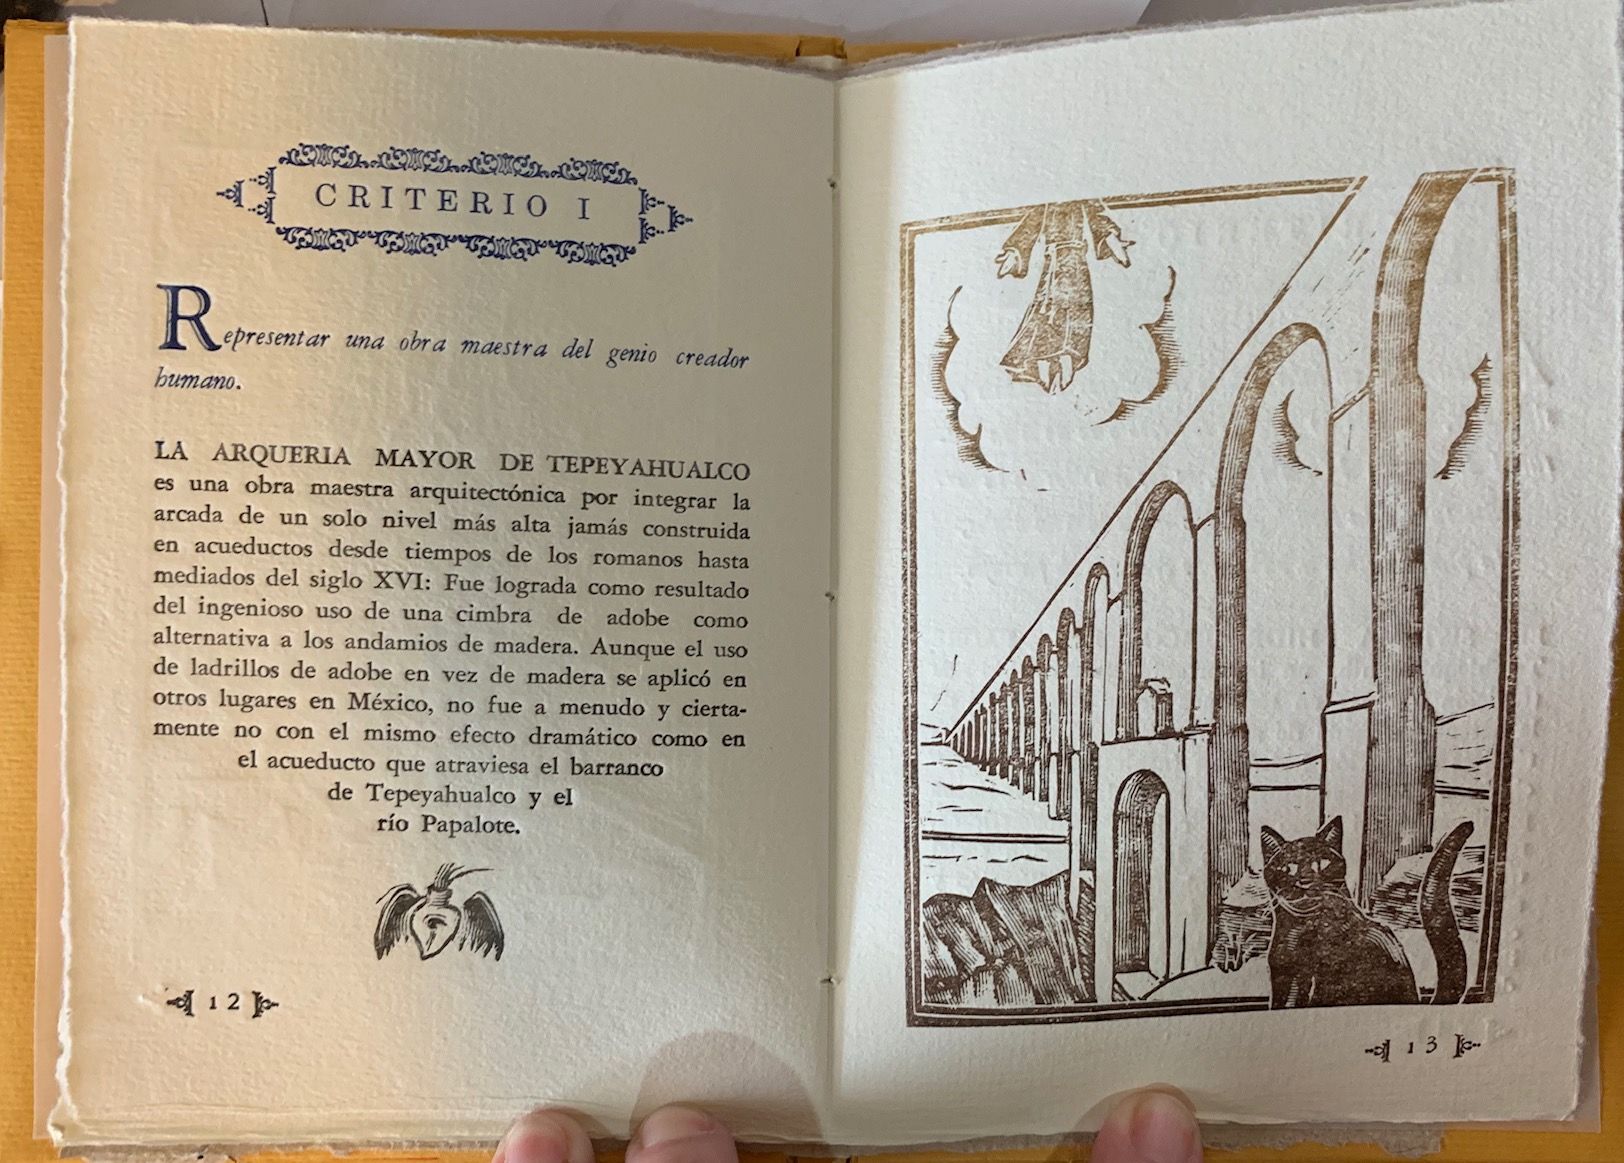 CRITERIO I
Representar una obra maestra del genio creador
humano.
LA ARQUERIA MAYOR DE TEPEYAHUALCO
es una obra maestra arquitectónica por integrar la
arcada de un solo nivel más alta jamás construida
en acueductos desde tiempos de los romanos hasta
mediados del siglo XVI: Fue lograda como resultado
del ingenioso uso de una cimbra de adobe como
alternativa a los andamios de madera. Aunque el uso
de ladrillos de adobe en vez de madera se aplicó en
otros lugares en México, no fue a menudo y cierta-
mente no con el mismo efecto dramático como en
el acueducto que atraviesa el barranco
de Tepeyahualco y el
río Papalote.
12
13